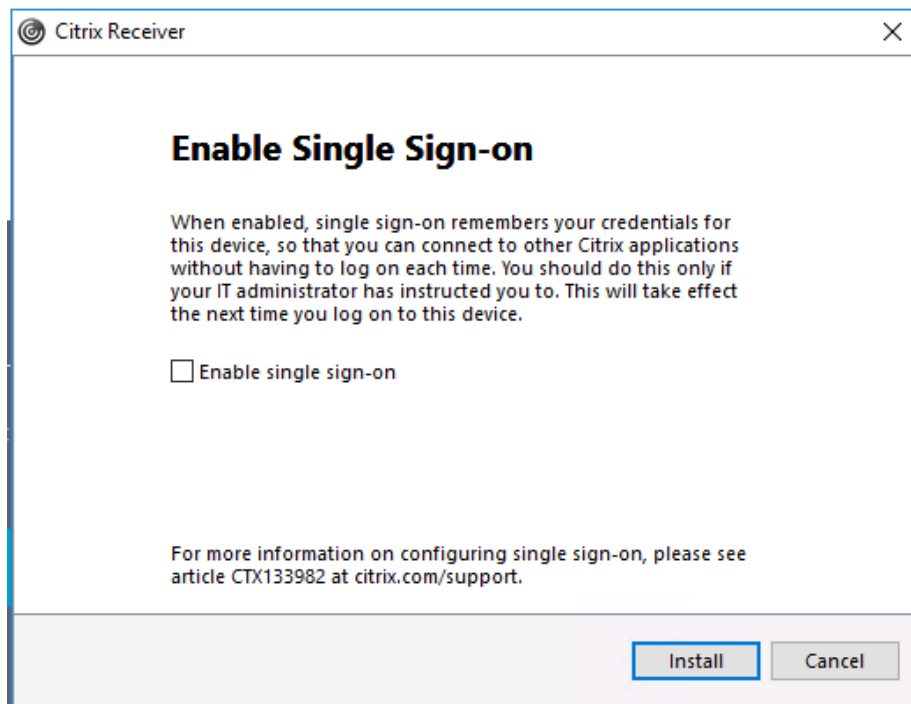 Citrix Receiver
Enable Single Sign-on
When enabled, single sign-on remembers your credentials for
this device, so that you can connect to other Citrix applications
without having to log on each time. You should do this only if
your IT administrator has instructed you to. This will take effect
the next time you log on to this device.
Enable single sign-on
For more information on configuring single sign-on, please see
article CTX133982 at citrix.com/support.
Install Cancel